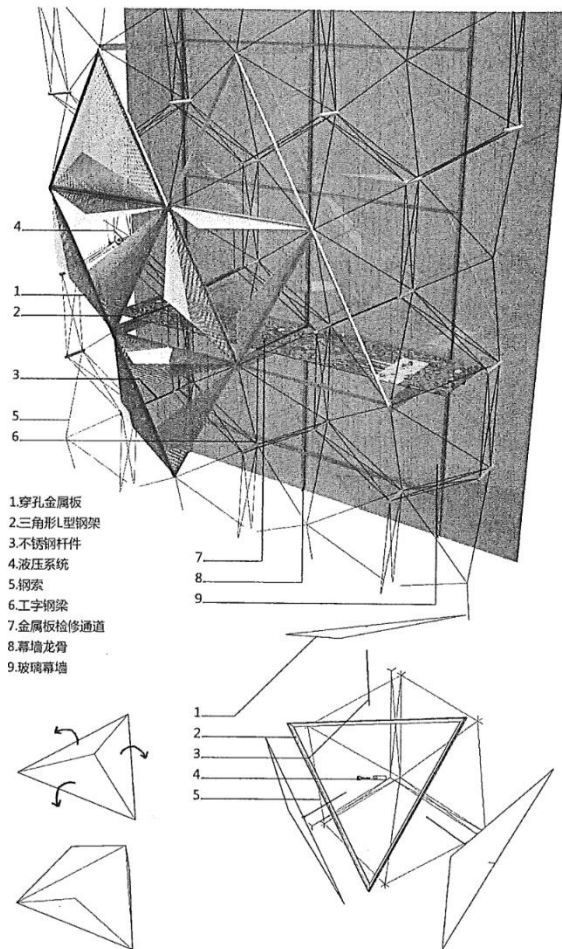 4
1
2
3
5
6
1.穿孔金属板
2.三角形L型钢架
3.不锈钢杆件
4.液压系统
5.钢索
6.工字钢梁
7.金属板检修通道
8.幕墙龙骨
9.玻璃幕墙
7
8
9
1
2
3
4
5